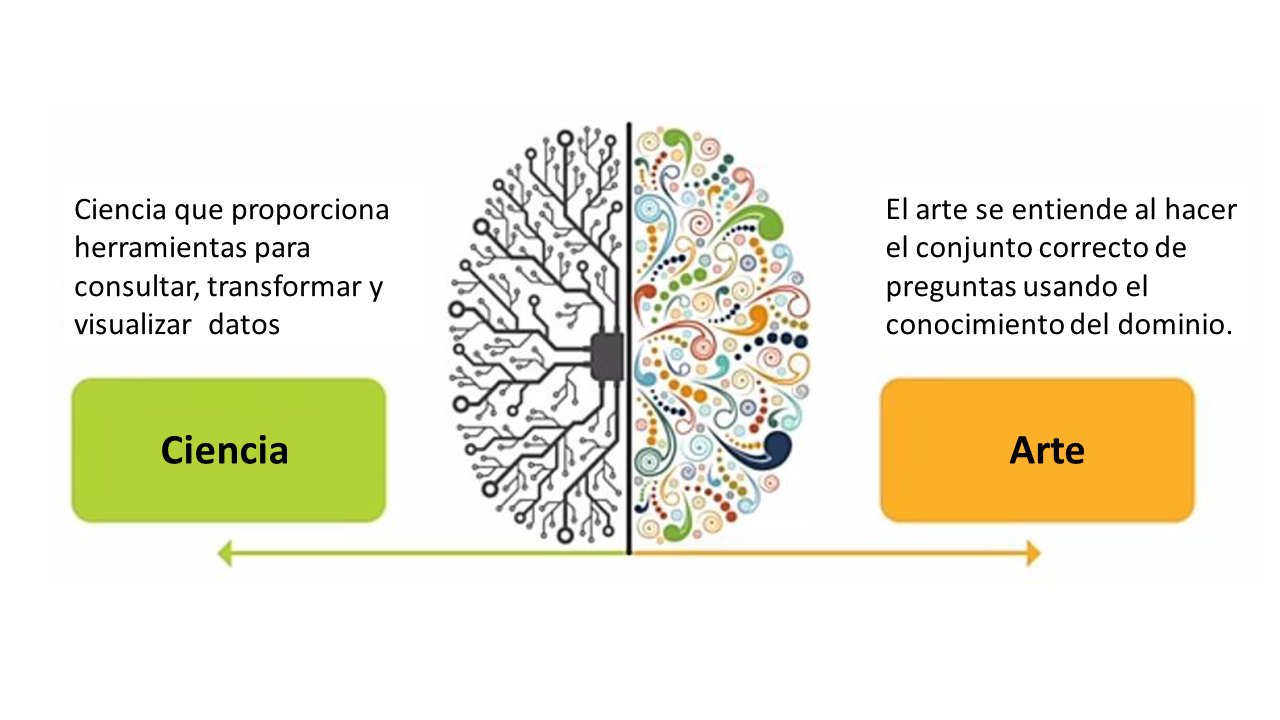 Ciencia que proporciona
herramientas para
consultar, transformar y
visualizar datos
Ciencia
El arte se entiende al hacer
el conjunto correcto de
preguntas usando el
conocimiento del dominio.
Arte